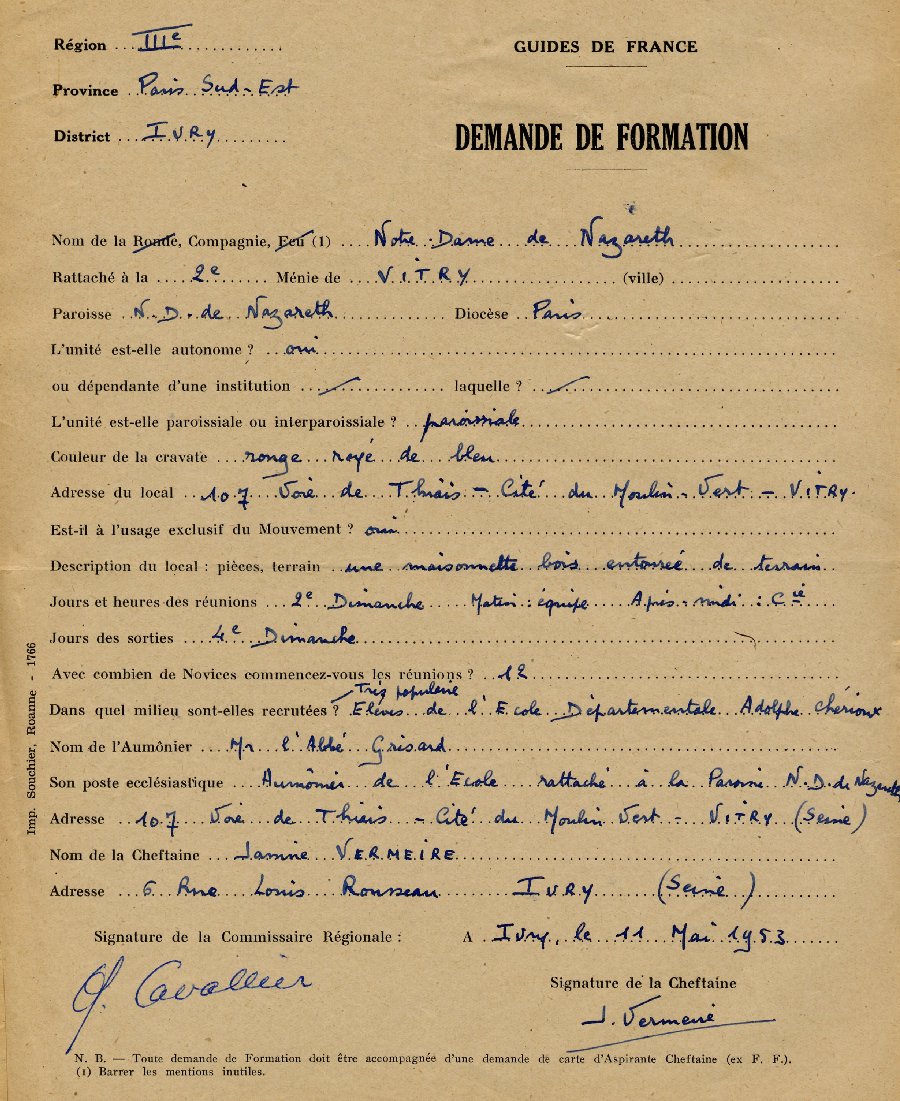 Région ... IIIe ............
GUIDES DE FRANCE
Province . Paris Sud-Est
District ... IVRY .........
DEMANDE DE FORMATION
Nom de la Ronde, Compagnie, Ecu (1) .... Notre-Dame de Nazareth ....................
Rattaché à la ..... 2e ....... Ménie de .... VITRY ................... (ville) ....................
Paroisse .. N.D. de Nazareth ............. Diocèse .. Paris ..............................
L'unité est-elle autonome ? .. oui ..............................
ou dépendante d'une institution ................ laquelle ? ..............................
L'unité est-elle paroissiale ou interparoissiale ? .. paroissiale ..............................
Couleur de la cravate .... rouge rayé de bleu ..............................
Adresse du local .. 107 Voie de Thiais - Cité du Moulin-Vert - VITRY.
Est-il à l'usage exclusif du Mouvement ? .. oui ..............................
Description du local : pièces, terrain .. une maisonnette bois entourée de terrain
Jours et heures des réunions .. 2e Dimanche Matin : équipe Après-midi : Cie
Jours des sorties ... 4e Dimanche ..............................
Avec combien de Novices commencez-vous les réunions ? .. 12 ..............................
Très populaire
Dans quel milieu sont-elles recrutées ? Elèves de l'Ecole Départementale Adolphe Chérioux
Nom de l'Aumônier .... Mr l'Abbé Grisard ..............................
Son poste ecclésiastique ... Aumônier de l'Ecole rattaché à la Paroisse N.D. de Nazareth
Adresse .. 107 Voie de Thiais - Cité du Moulin Vert - VITRY (Seine)
Nom de la Cheftaine .. Janine VERMEIRE ..............................
Adresse ... 6 Rue Louis Rousseau IVRY (Seine) ..........
Signature de la Commissaire Régionale :
A .. Ivry, le 11 Mai 1953 ......
Cavallier
Signature de la Cheftaine
J. Vermeire
N. B. — Toute demande de Formation doit être accompagnée d'une demande de carte d'Aspirante Cheftaine (ex F. F.).
(1) Barrer les mentions inutiles.
Imp. Souchier, Roanne - 1766